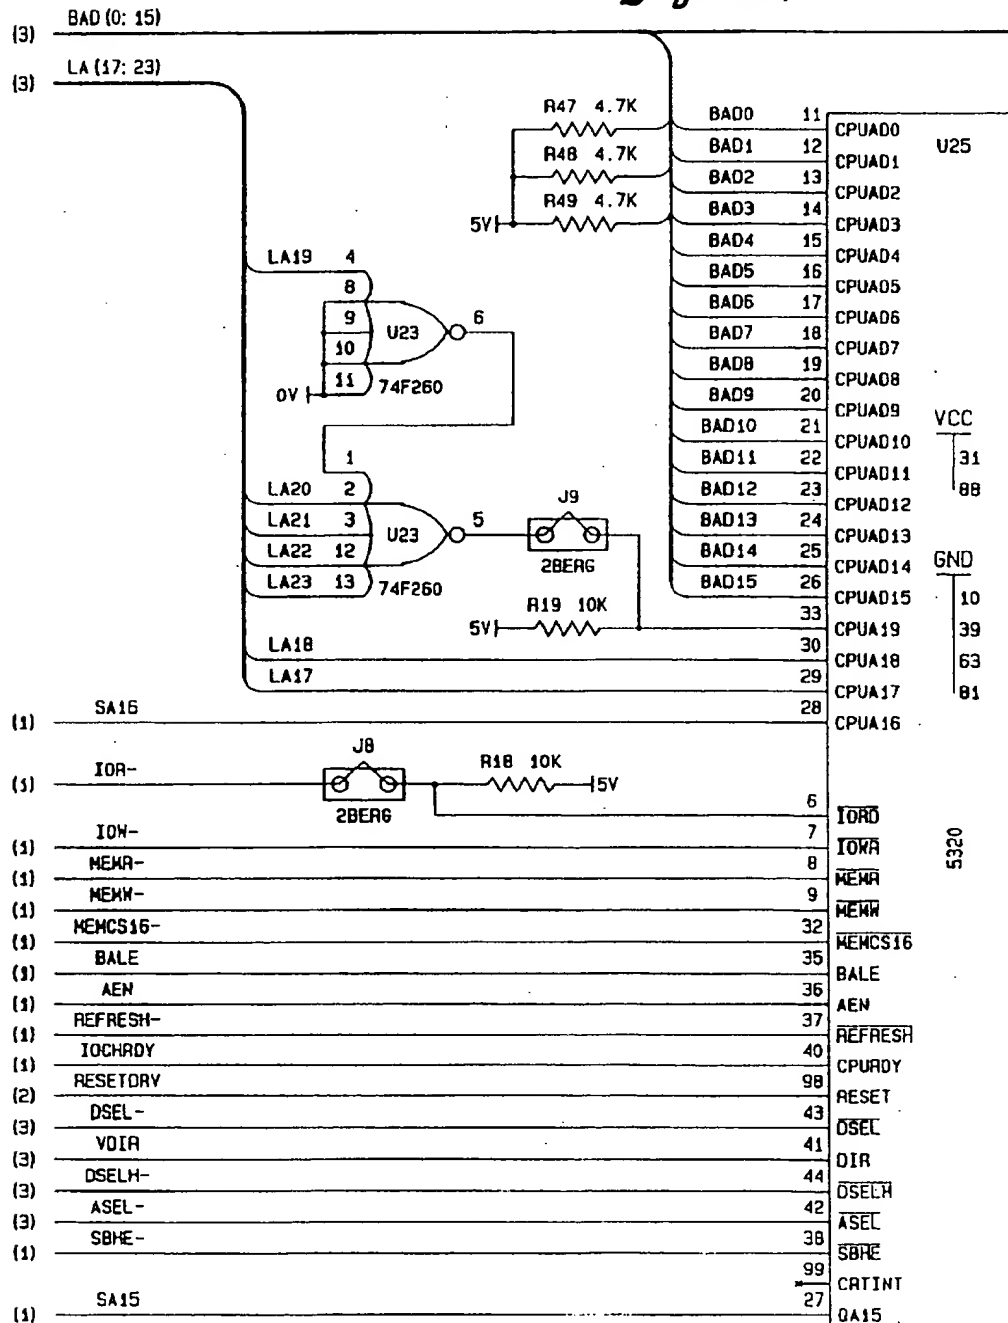 BAD(0: 15)
(3)
LA(17: 23)
(3)
R47 4.7K
R48 4.7K
R49 4.7K
5V
BAD0 11 CPUAD0
U25
BAD1 12 CPUAD1
BAD2 13 CPUAD2
BAD3 14 CPUAD3
BAD4 15 CPUAD4
BAD5 16 CPUAD5
BAD6 17 CPUAD6
BAD7 18 CPUAD7
BAD8 19 CPUAD8
BAD9 20 CPUAD9
BAD10 21 CPUAD10
BAD11 22 CPUAD11
BAD12 23 CPUAD12
BAD13 24 CPUAD13
BAD14 25 CPUAD14
BAD15 26 CPUAD15
VCC
31
88
GND
10
39
63
81
LA19 4
8
9
10
11
U23
6
74F260
0V
1
LA20 2
LA21 3
LA22 12
LA23 13
U23
5
74F260
J9
2BERG
R19 10K
5V
33 CPUA19
LA18 30 CPUA18
LA17 29 CPUA17
(1) SA16 28 CPUA16
(1) IOR-
J8
2BERG
R18 10K
5V
6 IORD
(1) IOW- 7 IOWR
(1) MEMR- 8 MEMR
(1) MEMW- 9 MEMW
(1) MEMCS16- 32 MEMCS16
(1) BALE 35 BALE
(1) AEN 36 AEN
(1) REFRESH- 37 REFRESH
(1) IOCHRDY 40 CPURDY
(2) RESETDRV 98 RESET
(3) DSEL- 43 DSEL
(3) VDIR 41 DIR
(3) DSELH- 44 DSELH
(3) ASEL- 42 ASEL
(1) SBHE- 38 SBHE
99 CRTINT
(1) SA15 27 QA15
5320